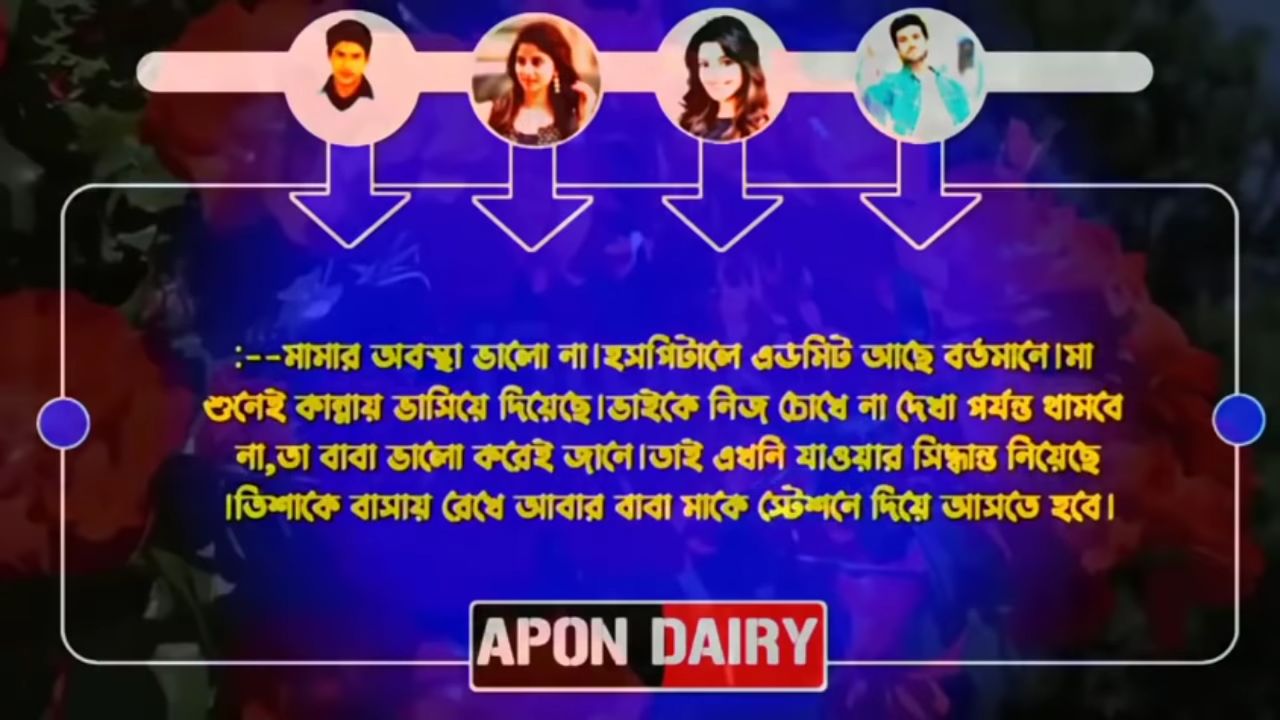 :--মামার অবস্থা ভালো না।হসপিটালে এডমিট আছে বর্তমানে।মা
শুনেই কান্নায় ভাসিয়ে দিয়েছে।ভাইকে নিজ চোখে না দেখা পর্যন্ত থামবে
না,তা বাবা ভালো করেই জানে।তাই এখনি যাওয়ার সিদ্ধান্ত নিয়েছে
।তিশাকে বাসায় রেখে আবার বাবা মাকে স্টেশনে দিয়ে আসতে হবে।
APON DAIRY